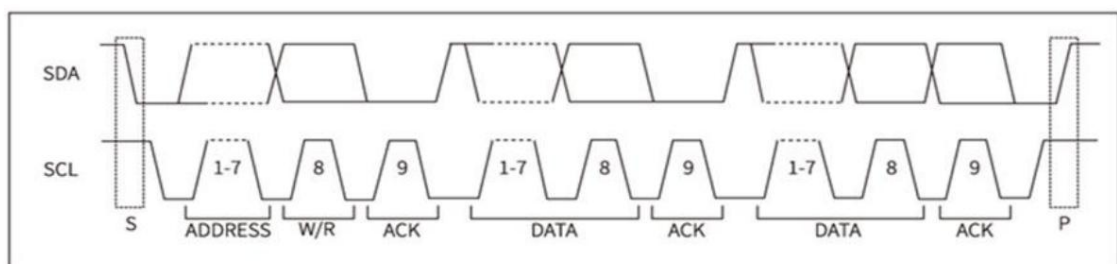 SDA
SCL 1-7 8 9 1-7 8 9 1-7 8 9
S ADDRESS W/R ACK DATA ACK DATA ACK P